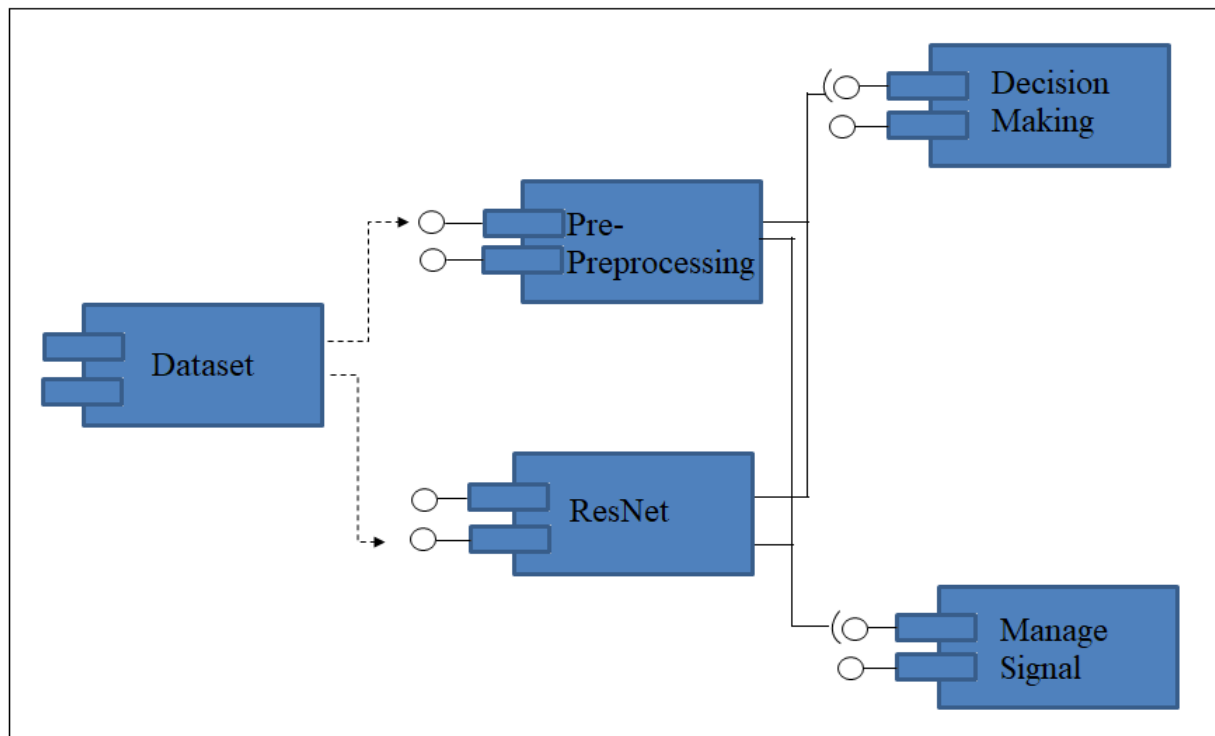 Decision
Making
Pre-
Preprocessing
Dataset
ResNet
Manage
Signal